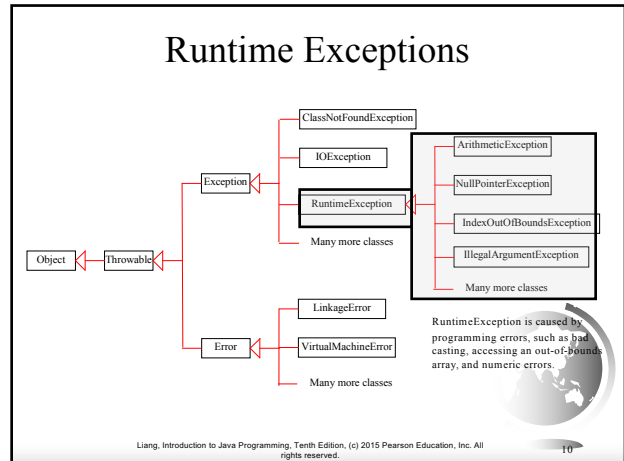 Runtime Exceptions
ClassNotFoundException
ArithmeticException
IOException
Exception
NullPointerException
RuntimeException
IndexOutOfBoundsException
Many more classes
IllegalArgumentException
Object
Throwable
Many more classes
LinkageError
RuntimeException is caused by
programming errors, such as bad
casting, accessing an out-of-bounds
array, and numeric errors.
Error
VirtualMachineError
Many more classes
Liang, Introduction to Java Programming, Tenth Edition, (c) 2015 Pearson Education, Inc. All
rights reserved.
10